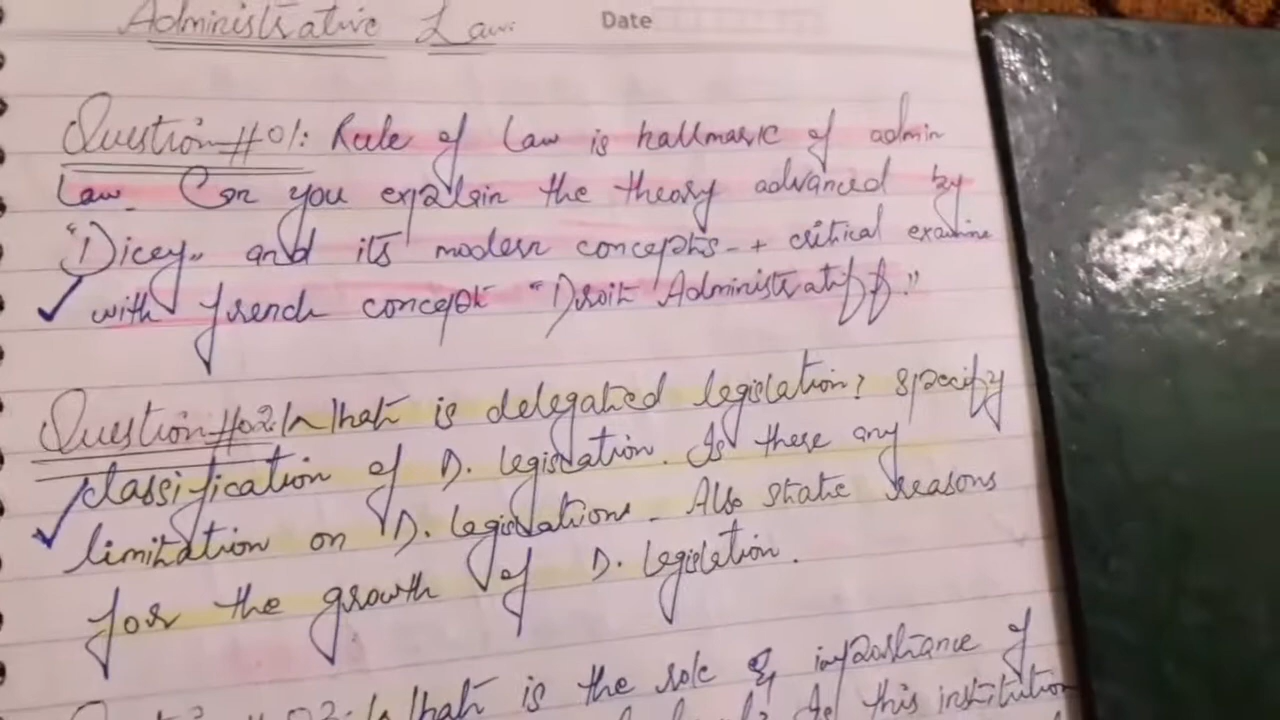 Administrative Law.
Date
Question#01: Rule of Law is hallmark of admin
Law. Can you explain the theory advanced by
"Dicey" and its modern concepts - + critical examine
with french concept "Droit Administratiff."
Question#02: What is delegated legislation? specify
classification of D. legislation. Is there any
limitation on D. legislations. Also state reasons
for the growth of D. legislation.
What is the role & importance of
this institution